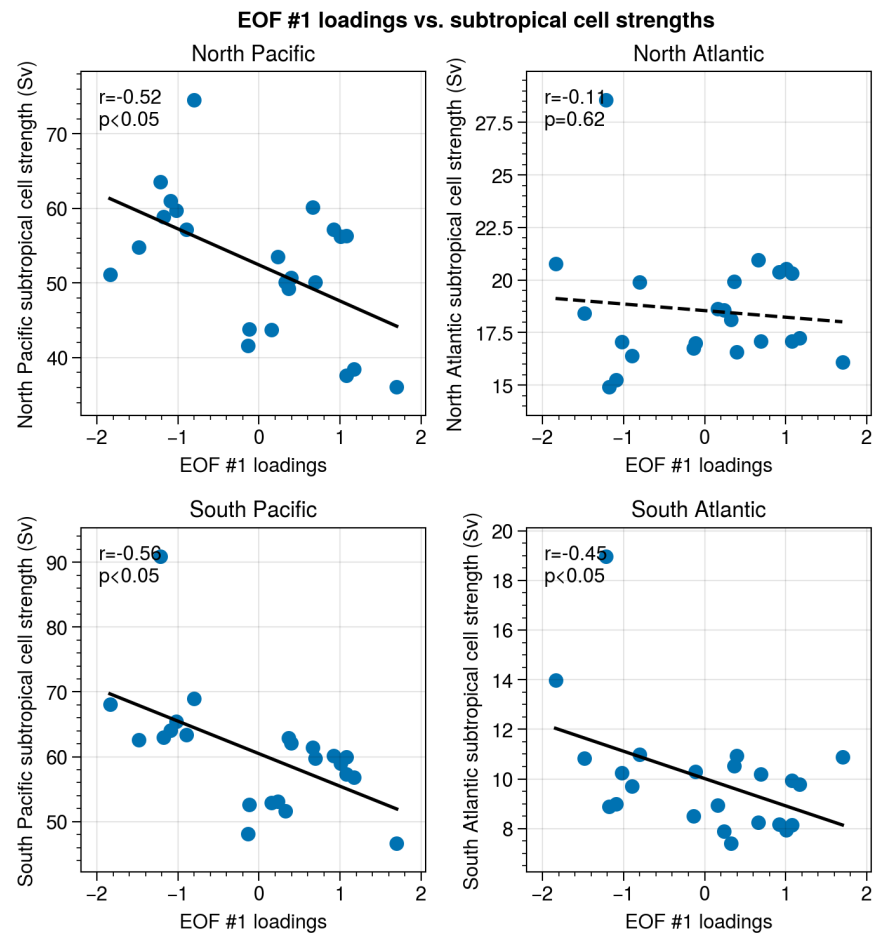 EOF #1 loadings vs. subtropical cell strengths
North Pacific
North Pacific subtropical cell strength (Sv)
r=-0.52
p<0.05
70
60
50
40
−2 −1 0 1 2
EOF #1 loadings
North Atlantic
North Atlantic subtropical cell strength (Sv)
r=-0.11
p=0.62
27.5
25
22.5
20
17.5
15
−2 −1 0 1 2
EOF #1 loadings
South Pacific
South Pacific subtropical cell strength (Sv)
r=-0.56
p<0.05
90
80
70
60
50
−2 −1 0 1 2
EOF #1 loadings
South Atlantic
South Atlantic subtropical cell strength (Sv)
20
r=-0.45
p<0.05
18
16
14
12
10
8
−2 −1 0 1 2
EOF #1 loadings